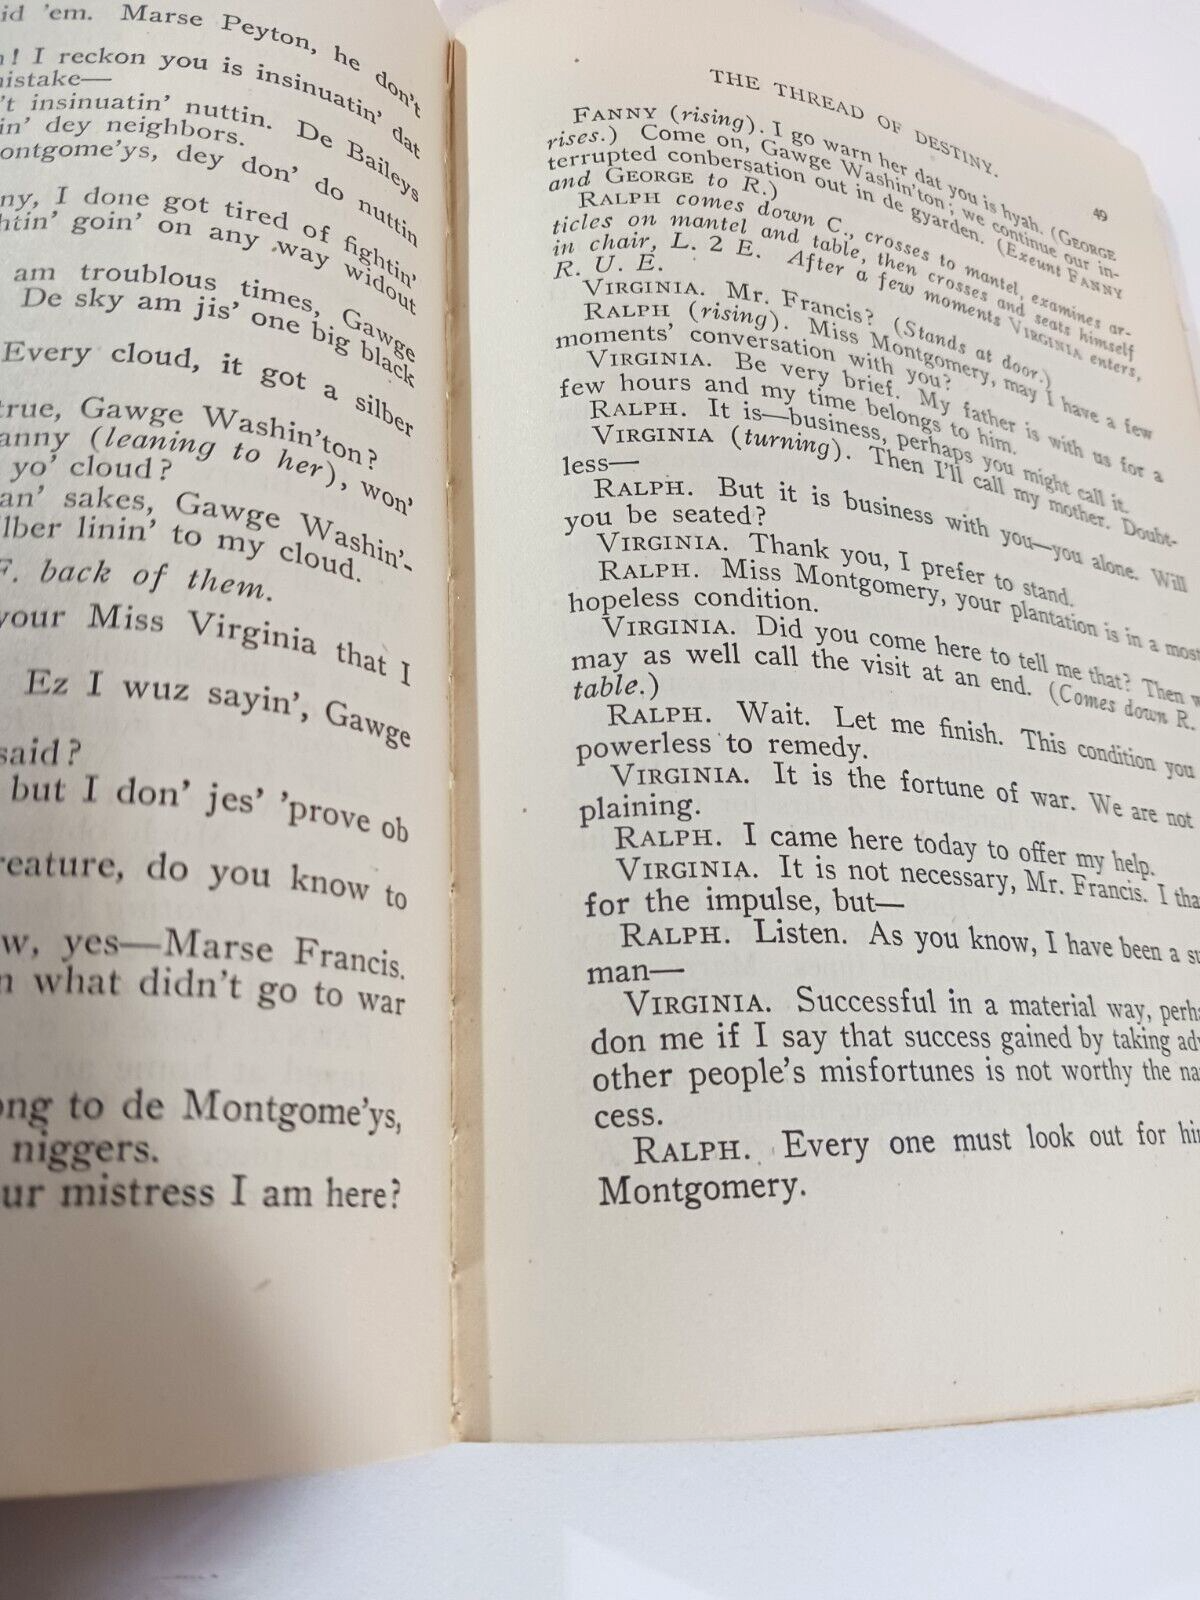 id 'em. Marse Peyton, he don't
! I reckon you is insinuatin' dat
mistake—
't insinuatin' nuttin. De Baileys
in' dey neighbors.
ontgome'ys, dey don' do nuttin
ny, I done got tired of fightin'
htin' goin' on any way widout
am troublous times, Gawge
De sky am jis' one big black
Every cloud, it got a silber
true, Gawge Washin'ton?
anny (leaning to her), won'
yo' cloud?
an' sakes, Gawge Washin'-
lber linin' to my cloud.
F. back of them.
your Miss Virginia that I
Ez I wuz sayin', Gawge
said?
but I don' jes' 'prove ob
reature, do you know to
w, yes—Marse Francis.
n what didn't go to war
ong to de Montgome'ys,
niggers.
ur mistress I am here?
THE THREAD OF DESTINY.
49
FANNY (rising). I go warn her dat you is hyah. (GEORGE
rises.) Come on, Gawge Washin'ton; we continue our in-
terrupted conbersation out in de gyarden. (Exeunt FANNY
and GEORGE to R.)
RALPH comes down C., crosses to mantel, examines ar-
ticles on mantel and table, then crosses and seats himself
in chair, L. 2 E. After a few moments VIRGINIA enters,
R. U. E.
VIRGINIA. Mr. Francis? (Stands at door.)
RALPH (rising). Miss Montgomery, may I have a few
moments' conversation with you?
VIRGINIA. Be very brief. My father is with us for a
few hours and my time belongs to him.
RALPH. It is—business, perhaps you might call it.
VIRGINIA (turning). Then I'll call my mother. Doubt-
less—
RALPH. But it is business with you—you alone. Will
you be seated?
VIRGINIA. Thank you, I prefer to stand.
RALPH. Miss Montgomery, your plantation is in a most
hopeless condition.
VIRGINIA. Did you come here to tell me that? Then w
may as well call the visit at an end. (Comes down R.
table.)
RALPH. Wait. Let me finish. This condition you
powerless to remedy.
VIRGINIA. It is the fortune of war. We are not
plaining.
RALPH. I came here today to offer my help.
VIRGINIA. It is not necessary, Mr. Francis. I tha
for the impulse, but—
RALPH. Listen. As you know, I have been a su
man—
VIRGINIA. Successful in a material way, perha
don me if I say that success gained by taking adv
other people's misfortunes is not worthy the na
cess.
RALPH. Every one must look out for him
Montgomery.